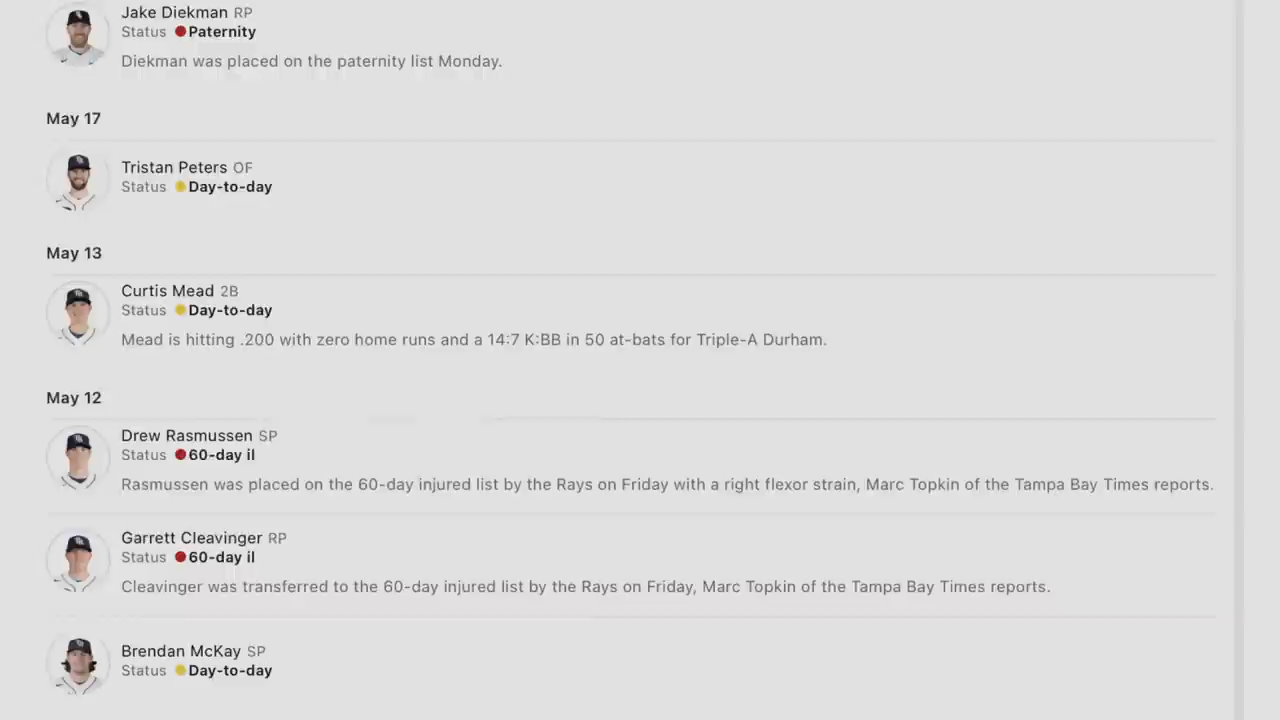 Jake Diekman RP
Status Paternity
Diekman was placed on the paternity list Monday.
May 17
Tristan Peters OF
Status Day-to-day
May 13
Curtis Mead 2B
Status Day-to-day
Mead is hitting .200 with zero home runs and a 14:7 K:BB in 50 at-bats for Triple-A Durham.
May 12
Drew Rasmussen SP
Status 60-day il
Rasmussen was placed on the 60-day injured list by the Rays on Friday with a right flexor strain, Marc Topkin of the Tampa Bay Times reports.
Garrett Cleavinger RP
Status 60-day il
Cleavinger was transferred to the 60-day injured list by the Rays on Friday, Marc Topkin of the Tampa Bay Times reports.
Brendan McKay SP
Status Day-to-day